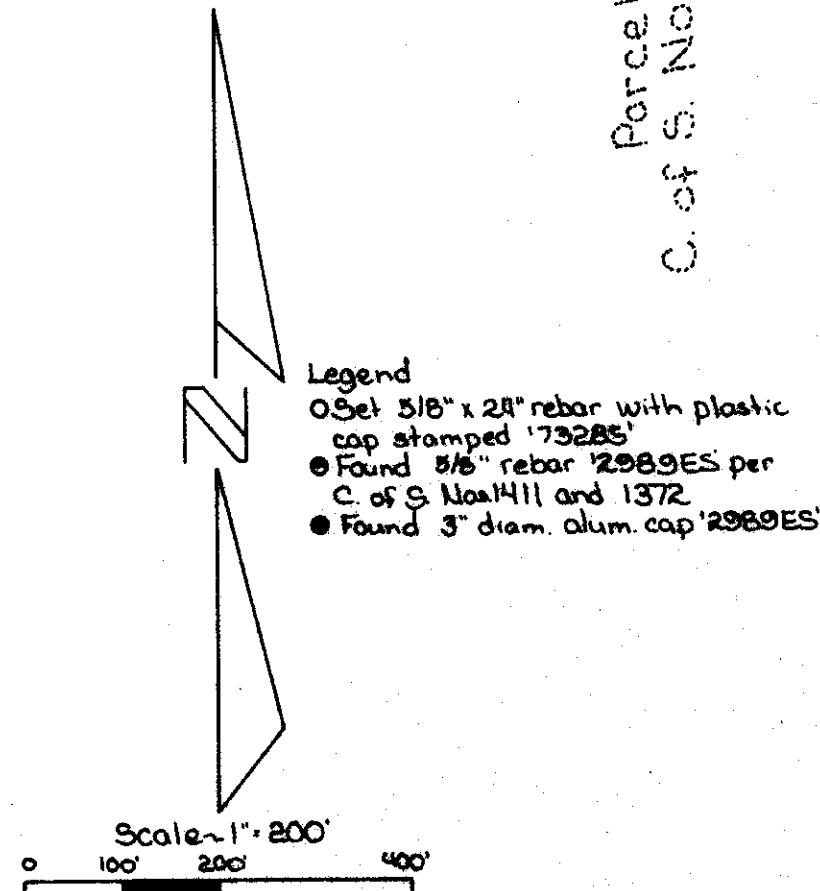 Parcel
C. of S. No
N
Legend
Set 5/8" x 24" rebar with plastic
cap stamped '7328S'
Found 5/8" rebar '2989ES' per
C. of S. Nos. 1411 and 1372
Found 3" diam. alum. cap '2989ES'
Scale~1"=200'
0 100' 200' 400'